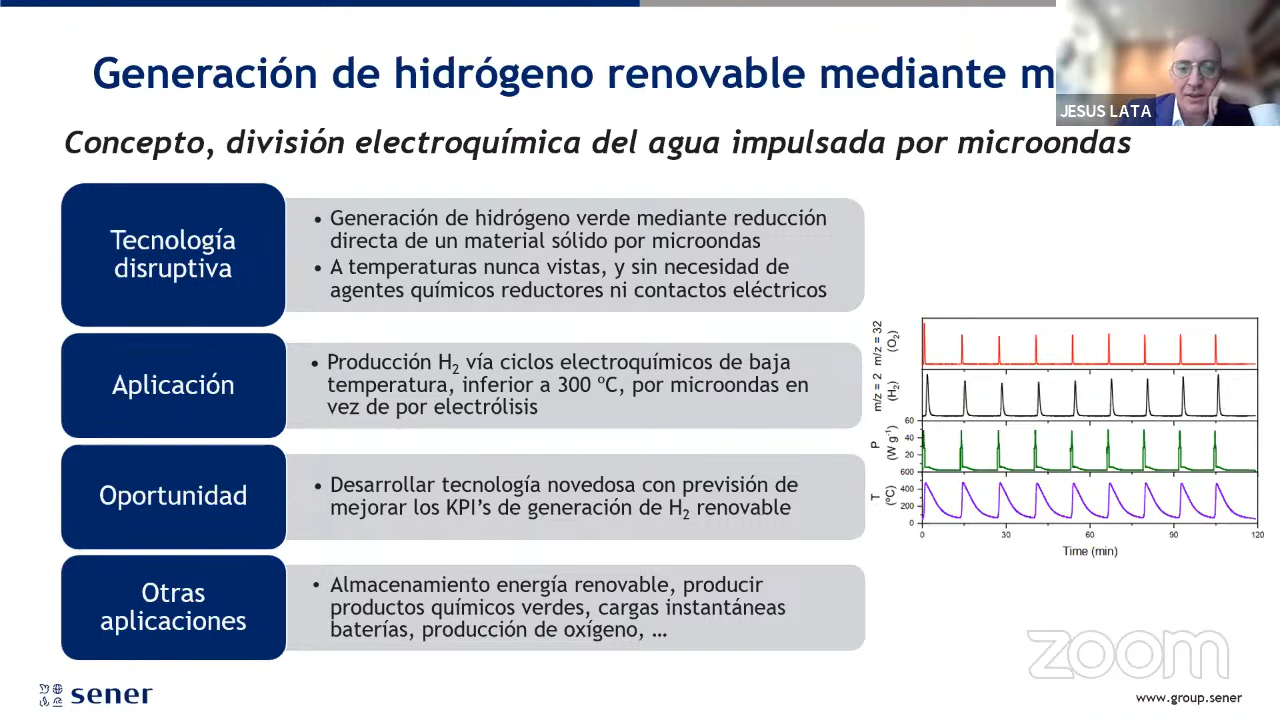 Generación de hidrógeno renovable mediante m
JESUS LATA
Concepto, división electroquímica del agua impulsada por microondas
Tecnología
disruptiva
• Generación de hidrógeno verde mediante reducción
directa de un material sólido por microondas
• A temperaturas nunca vistas, y sin necesidad de
agentes químicos reductores ni contactos eléctricos
Aplicación
• Producción H₂ vía ciclos electroquímicos de baja
temperatura, inferior a 300 ºC, por microondas en
vez de por electrólisis
Oportunidad
• Desarrollar tecnología novedosa con previsión de
mejorar los KPI’s de generación de H₂ renovable
Otras
aplicaciones
• Almacenamiento energía renovable, producir
productos químicos verdes, cargas instantáneas
baterías, producción de oxígeno, …
m/z = 32
(O₂)
m/z = 2
(H₂)
P
(W g⁻¹)
60
40
20
T
(ºC)
600
400
200
0
0 30 60 90 120
Time (min)
zoom
sener
www.group.sener